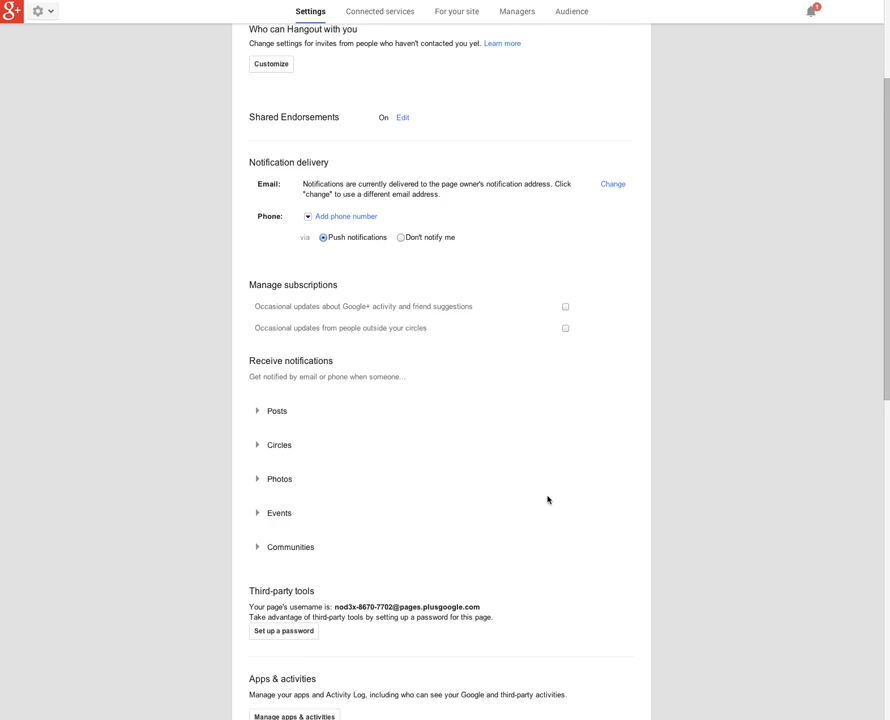 g+
Settings
Connected services
For your site
Managers
Audience
1
Who can Hangout with you
Change settings for invites from people who haven't contacted you yet. Learn more
Customize
Shared Endorsements On Edit
Notification delivery
Email: Notifications are currently delivered to the page owner's notification address. Click Change
"change" to use a different email address.
Phone: Add phone number
via Push notifications Don't notify me
Manage subscriptions
Occasional updates about Google+ activity and friend suggestions
Occasional updates from people outside your circles
Receive notifications
Get notified by email or phone when someone...
Posts
Circles
Photos
Events
Communities
Third-party tools
Your page's username is: nod3x-8670-7702@pages.plusgoogle.com
Take advantage of third-party tools by setting up a password for this page.
Set up a password
Apps & activities
Manage your apps and Activity Log, including who can see your Google and third-party activities.
Manage apps & activities